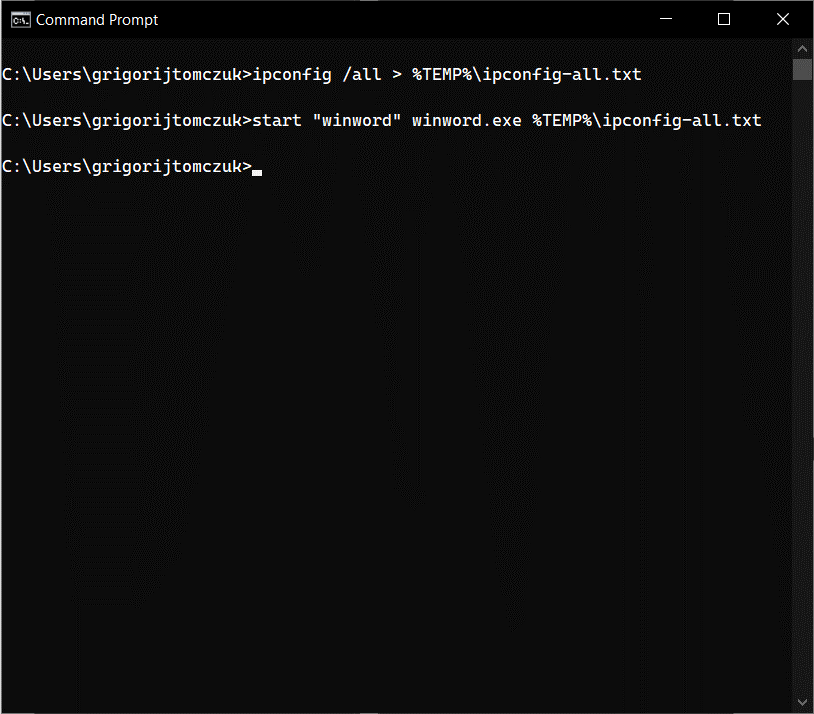 Command Prompt
C:\Users\grigorijtomczuk>ipconfig /all > %TEMP%\ipconfig-all.txt
C:\Users\grigorijtomczuk>start "winword" winword.exe %TEMP%\ipconfig-all.txt
C:\Users\grigorijtomczuk>